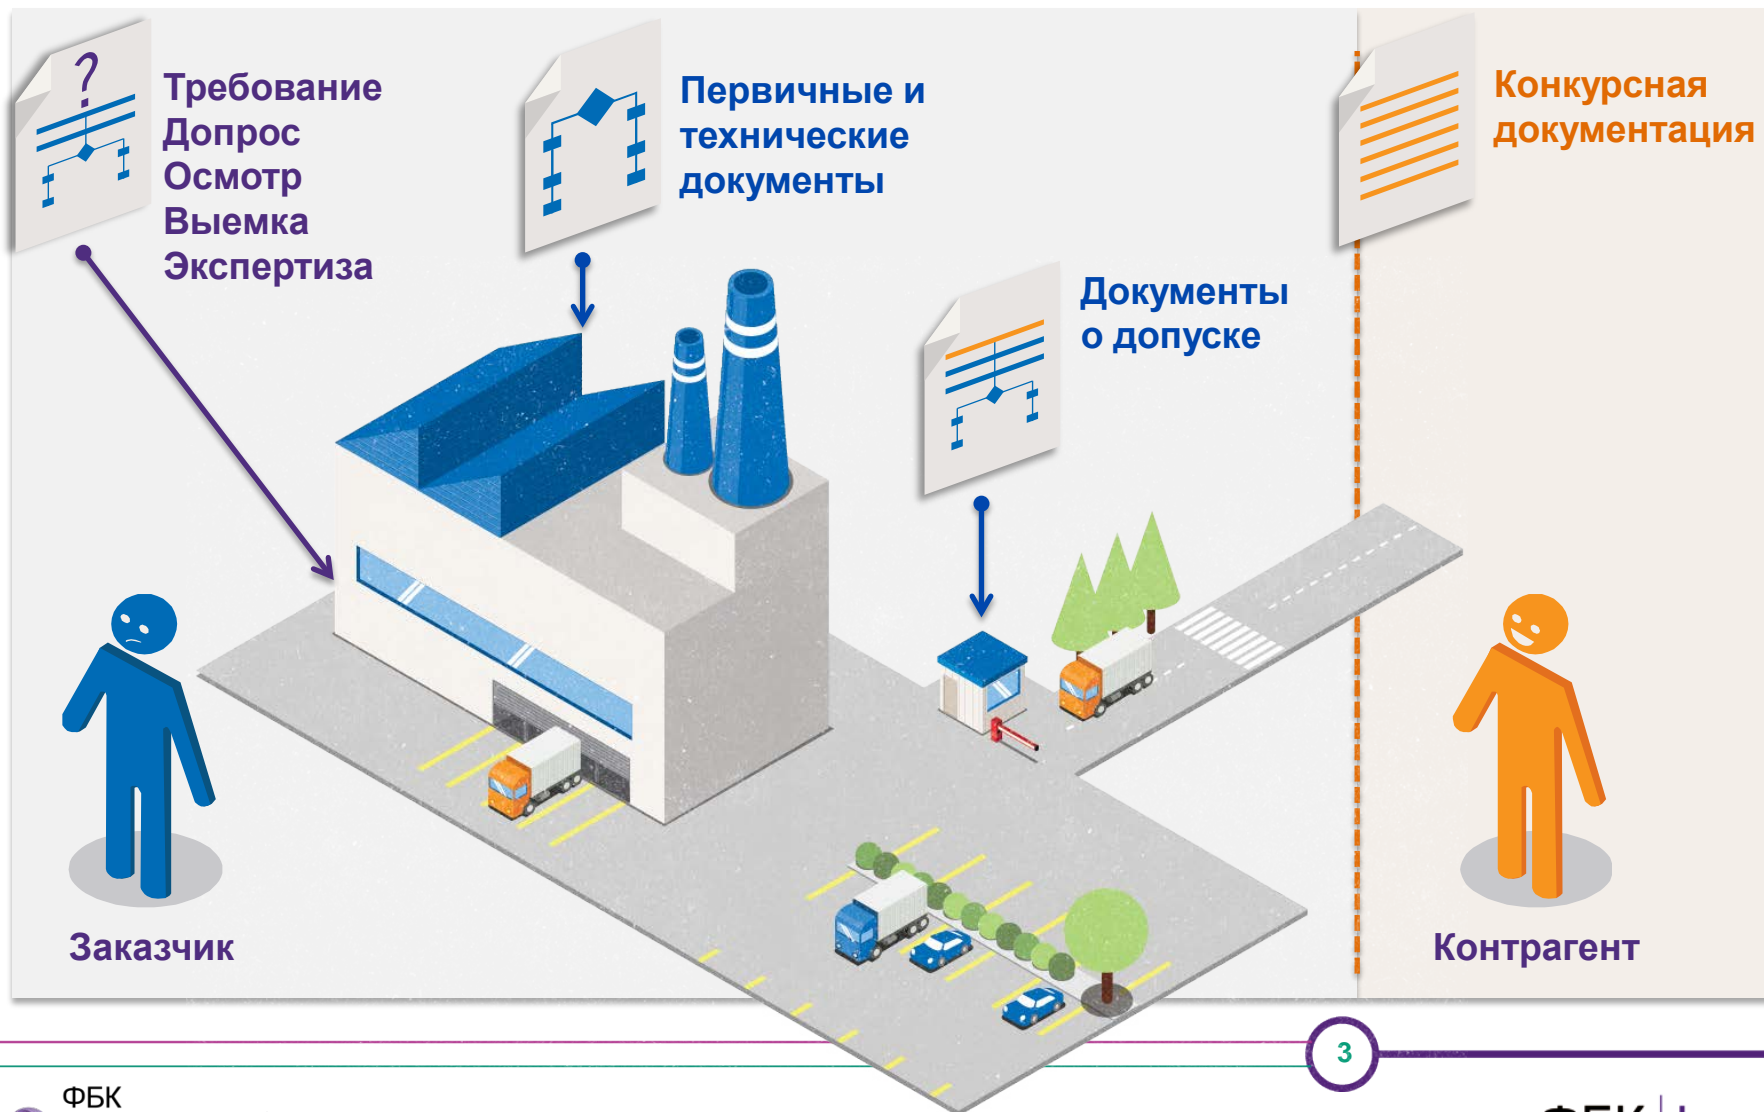 ?
Требование
Допрос
Осмотр
Выемка
Экспертиза
Первичные и
технические
документы
Документы
о допуске
Конкурсная
документация
Заказчик
Контрагент
3
ФБК